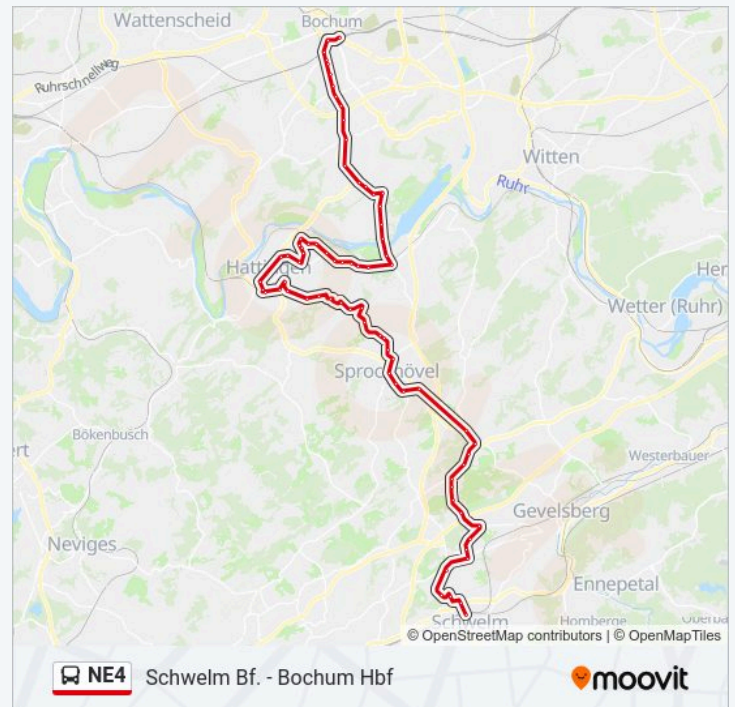 Wattenscheid
Bochum
Ruhrschnellweg
Witten
Ruhr
Hattingen
Her
Wetter (Ruhr)
Sprockhövel
Bökenbusch
ert
Westerbauer
Gevelsberg
Neviges
Ennepetal
Schwelm
Homberge
Oberba
© OpenStreetMap contributors | © OpenMapTiles
NE4
Schwelm Bf. - Bochum Hbf
moovit